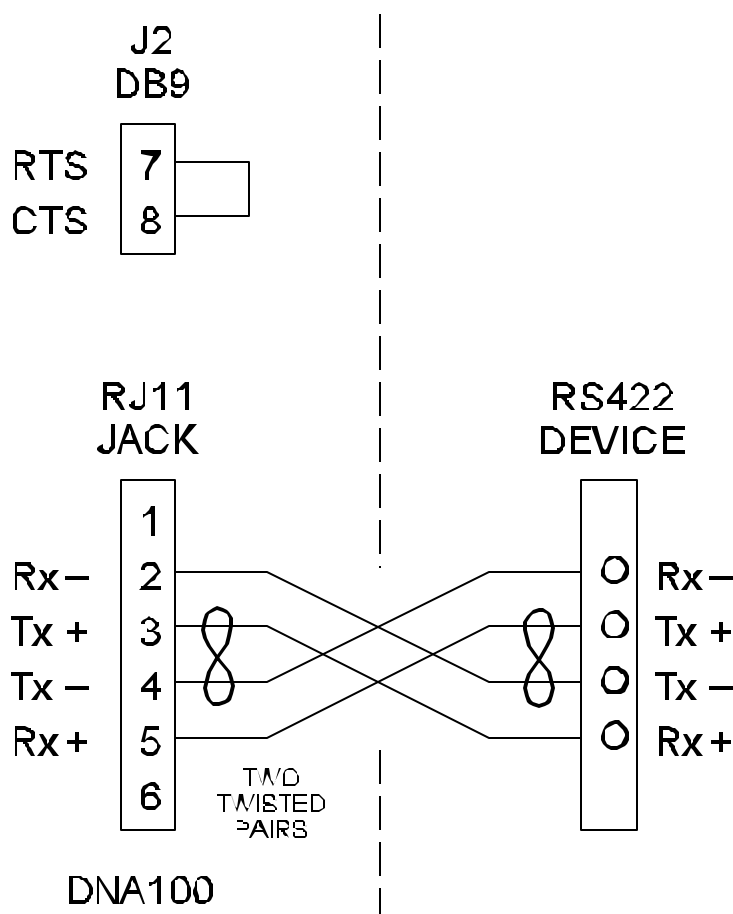 J2
DB9
RTS 7
CTS 8
RJ11
JACK
RS422
DEVICE
1
Rx- 2 Rx-
Tx+ 3 Tx+
Tx- 4 Tx-
Rx+ 5 Rx+
6
TWO
TWISTED
PAIRS
DNA100